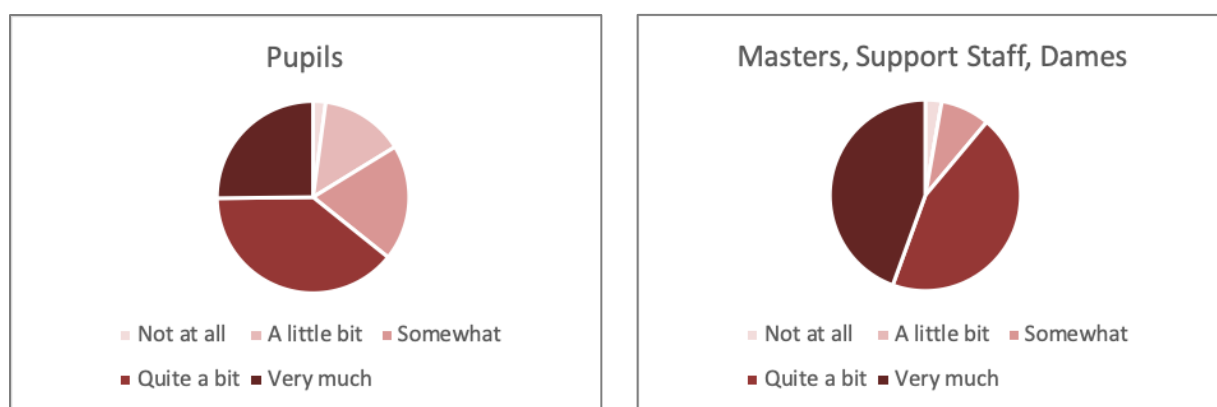 Pupils
Not at all A little bit Somewhat
Quite a bit Very much
Masters, Support Staff, Dames
Not at all A little bit Somewhat
Quite a bit Very much